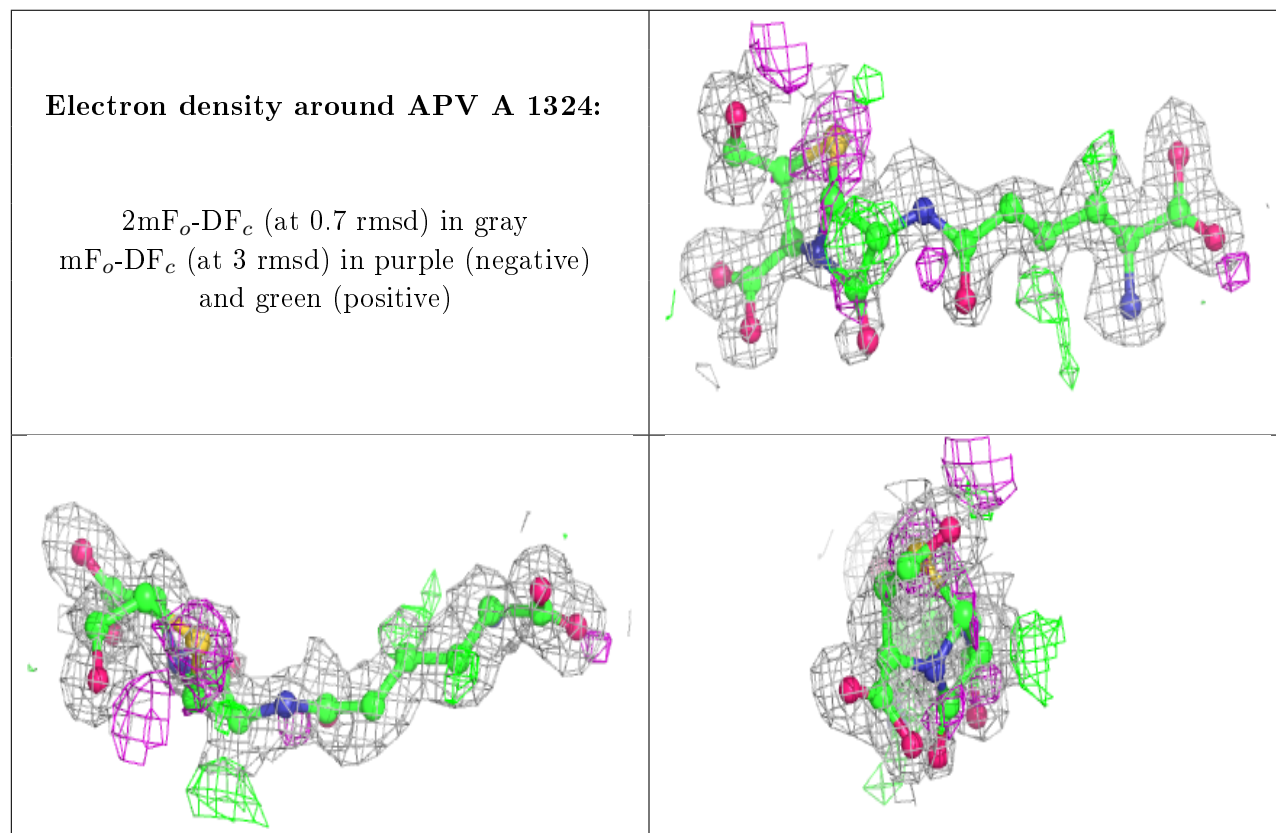 Electron density around APV A 1324:
2mFo-DFc (at 0.7 rmsd) in gray
mFo-DFc (at 3 rmsd) in purple (negative)
and green (positive)